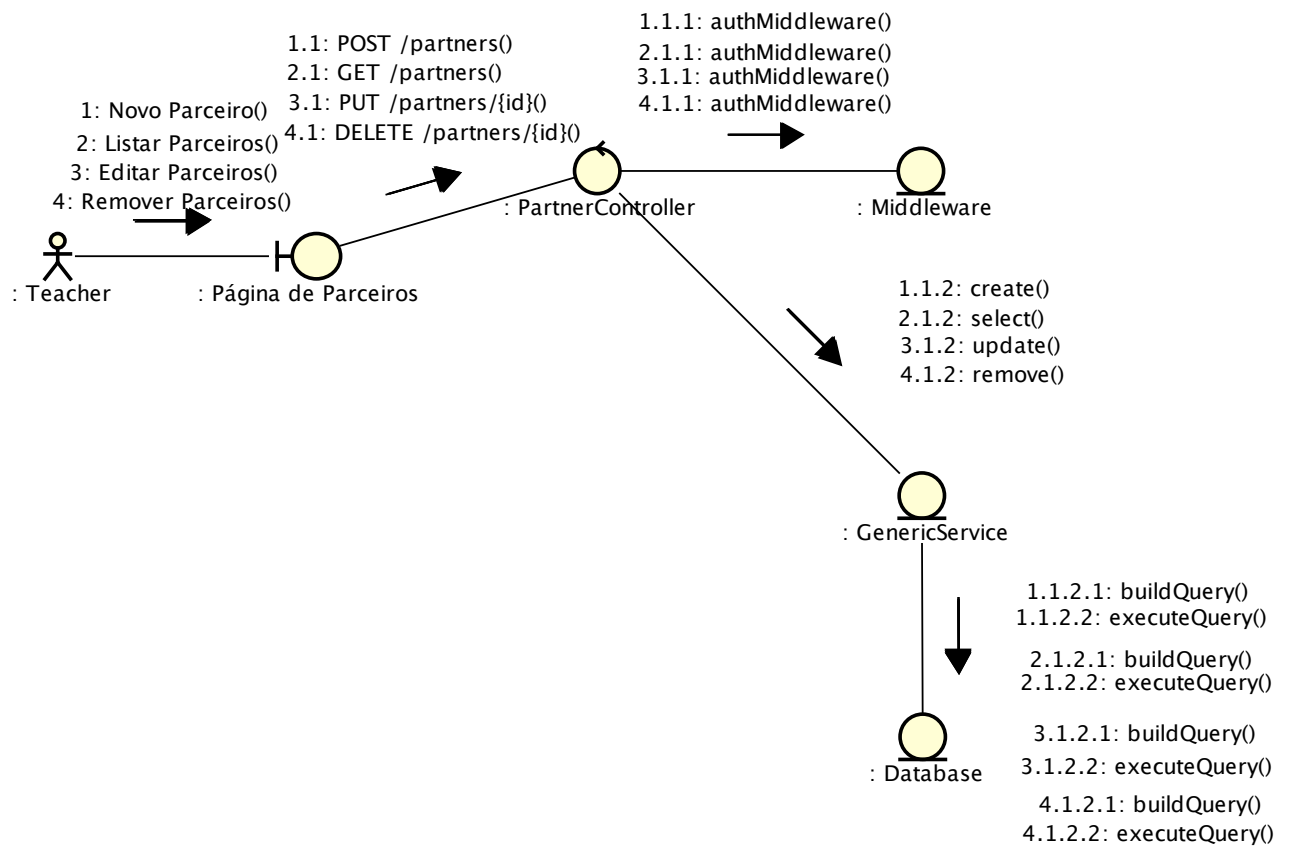 1: Novo Parceiro()
2: Listar Parceiros()
3: Editar Parceiros()
4: Remover Parceiros()
1.1: POST /partners()
2.1: GET /partners()
3.1: PUT /partners/{id}()
4.1: DELETE /partners/{id}()
1.1.1: authMiddleware()
2.1.1: authMiddleware()
3.1.1: authMiddleware()
4.1.1: authMiddleware()
: Teacher
: Página de Parceiros
: PartnerController
: Middleware
1.1.2: create()
2.1.2: select()
3.1.2: update()
4.1.2: remove()
: GenericService
1.1.2.1: buildQuery()
1.1.2.2: executeQuery()
2.1.2.1: buildQuery()
2.1.2.2: executeQuery()
3.1.2.1: buildQuery()
3.1.2.2: executeQuery()
4.1.2.1: buildQuery()
4.1.2.2: executeQuery()
: Database